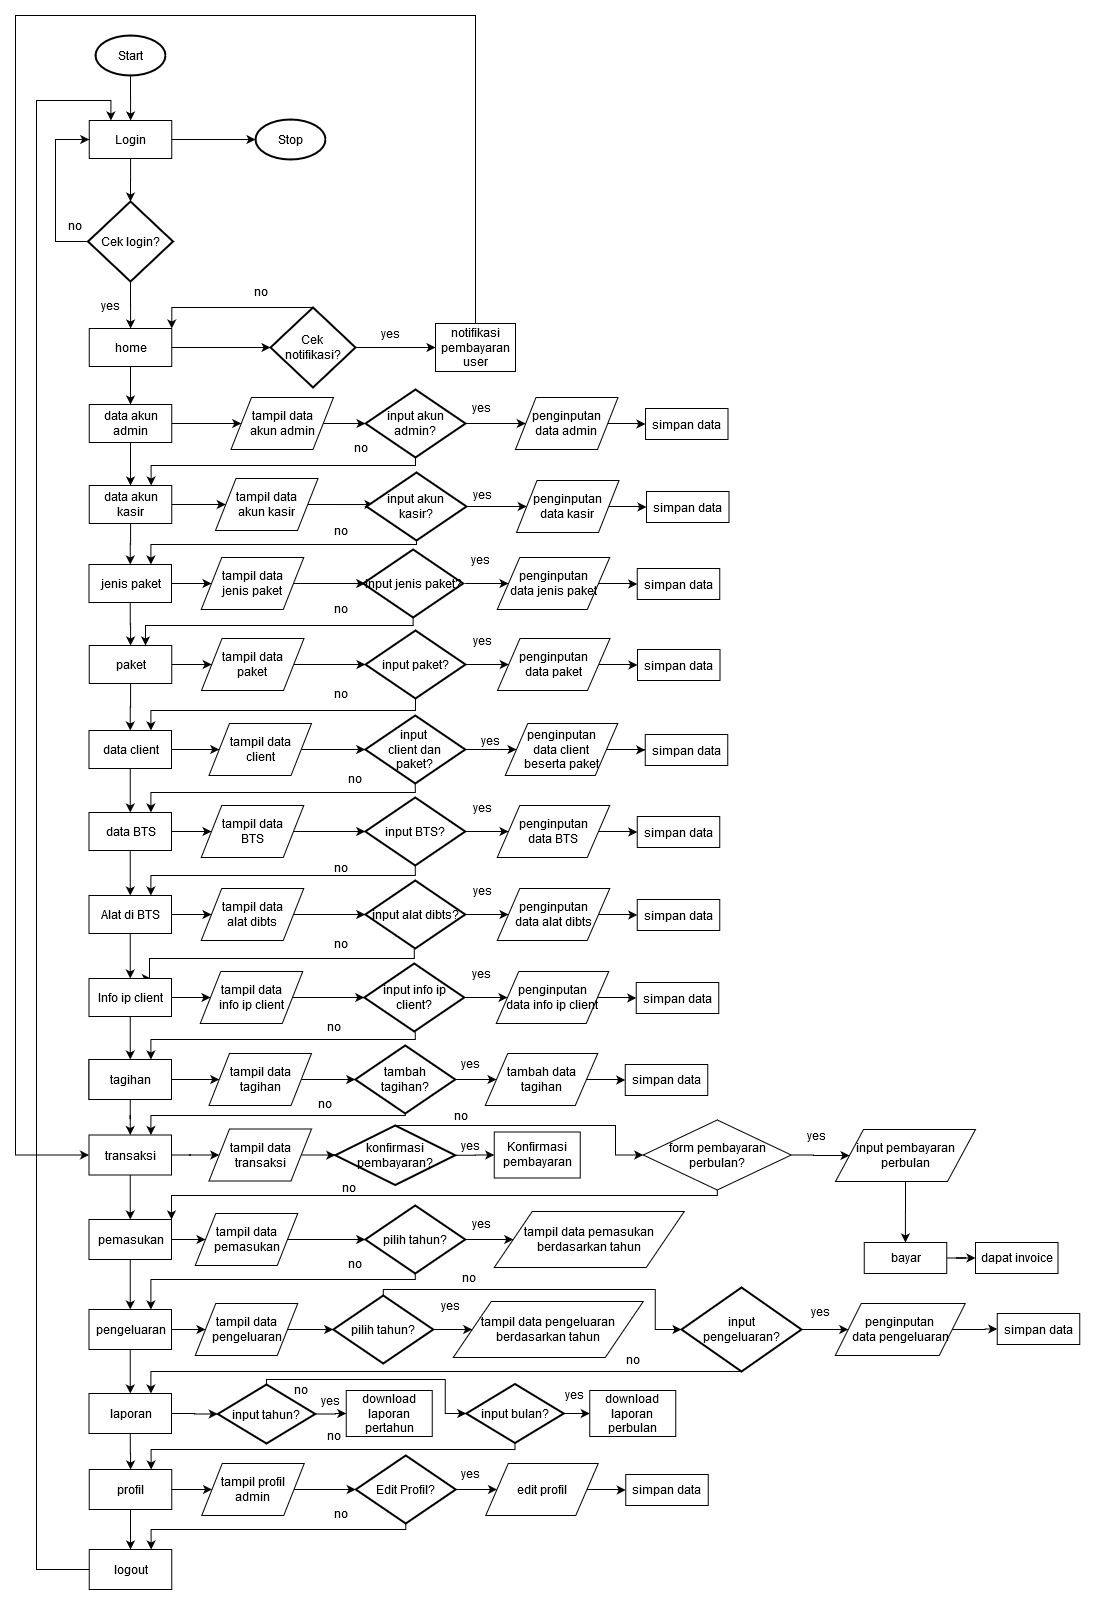 Start
Login
Stop
no
Cek login?
yes
no
home
Cek
notifikasi?
yes
notifikasi
pembayaran
user
data akun
admin
tampil data
akun admin
input akun
admin?
yes
penginputan
data admin
simpan data
no
data akun
kasir
tampil data
akun kasir
input akun
kasir?
yes
penginputan
data kasir
simpan data
no
jenis paket
tampil data
jenis paket
input jenis paket?
yes
penginputan
data jenis paket
simpan data
no
paket
tampil data
paket
input paket?
yes
penginputan
data paket
simpan data
no
data client
tampil data
client
input
client dan
paket?
yes
penginputan
data client
beserta paket
simpan data
no
data BTS
tampil data
BTS
input BTS?
yes
penginputan
data BTS
simpan data
no
Alat di BTS
tampil data
alat dibts
input alat dibts?
yes
penginputan
data alat dibts
simpan data
no
Info ip client
tampil data
info ip client
input info ip
client?
yes
penginputan
data info ip client
simpan data
no
tagihan
tampil data
tagihan
tambah
tagihan?
yes
tambah data
tagihan
simpan data
no
transaksi
tampil data
transaksi
konfirmasi
pembayaran?
yes
Konfirmasi
pembayaran
no
form pembayaran
perbulan?
yes
input pembayaran
perbulan
bayar
dapat invoice
no
pemasukan
tampil data
pemasukan
pilih tahun?
yes
tampil data pemasukan
berdasarkan tahun
no
pengeluaran
tampil data
pengeluaran
pilih tahun?
yes
tampil data pengeluaran
berdasarkan tahun
no
input
pengeluaran?
yes
penginputan
data pengeluaran
simpan data
no
laporan
input tahun?
no
yes
download
laporan
pertahun
input bulan?
yes
download
laporan
perbulan
no
profil
tampil profil
admin
Edit Profil?
yes
edit profil
simpan data
no
logout